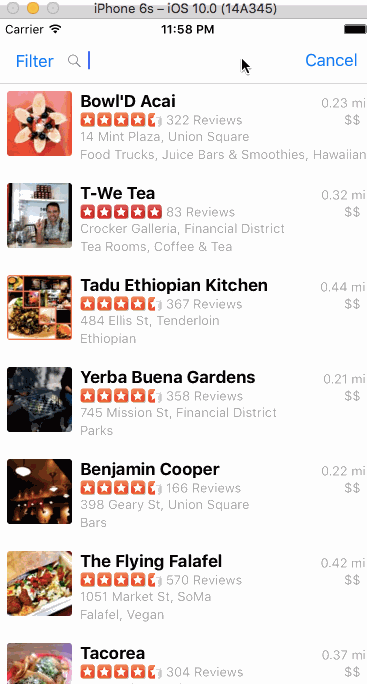 iPhone 6s – iOS 10.0 (14A345)
Carrier 11:58 PM
Filter Cancel
Bowl'D Acai 0.23 mi
322 Reviews $$
14 Mint Plaza, Union Square
Food Trucks, Juice Bars & Smoothies, Hawaiian
T-We Tea 0.32 mi
83 Reviews $$
Crocker Galleria, Financial District
Tea Rooms, Coffee & Tea
Tadu Ethiopian Kitchen 0.44 mi
367 Reviews $$
484 Ellis St, Tenderloin
Ethiopian
Yerba Buena Gardens 0.21 mi
358 Reviews $$
745 Mission St, Financial District
Parks
Benjamin Cooper 0.22 mi
166 Reviews $$
398 Geary St, Union Square
Bars
The Flying Falafel 0.42 mi
570 Reviews $$
1051 Market St, SoMa
Falafel, Vegan
Tacorea 0.37 mi
304 Reviews $$